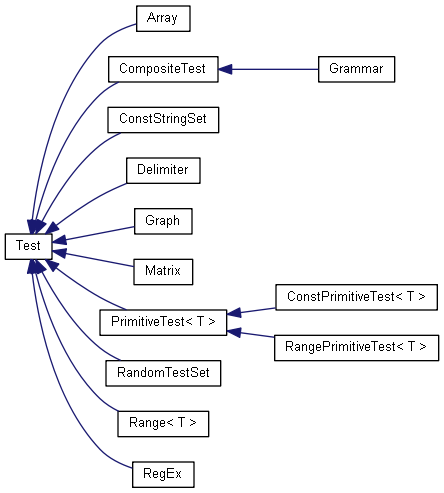 Array
CompositeTest
Grammar
ConstStringSet
Delimiter
Graph
Test
Matrix
ConstPrimitiveTest< T >
PrimitiveTest< T >
RangePrimitiveTest< T >
RandomTestSet
Range< T >
RegEx